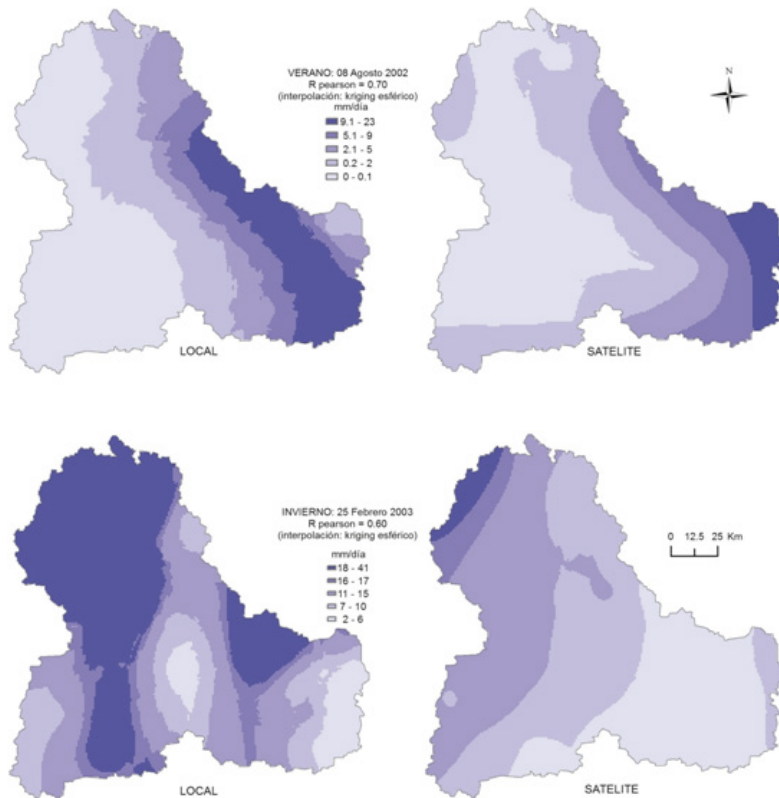 VERANO: 08 Agosto 2002
R pearson = 0.70
(interpolación: kriging esférico)
mm/día
9.1 - 23
5.1 - 9
2.1 - 5
0.2 - 2
0 - 0.1
N
LOCAL
SATELITE
INVIERNO: 25 Febrero 2003
R pearson = 0.60
(interpolación: kriging esférico)
mm/día
18 - 41
16 - 17
11 - 15
7 - 10
2 - 6
0 12.5 25 Km
LOCAL
SATELITE